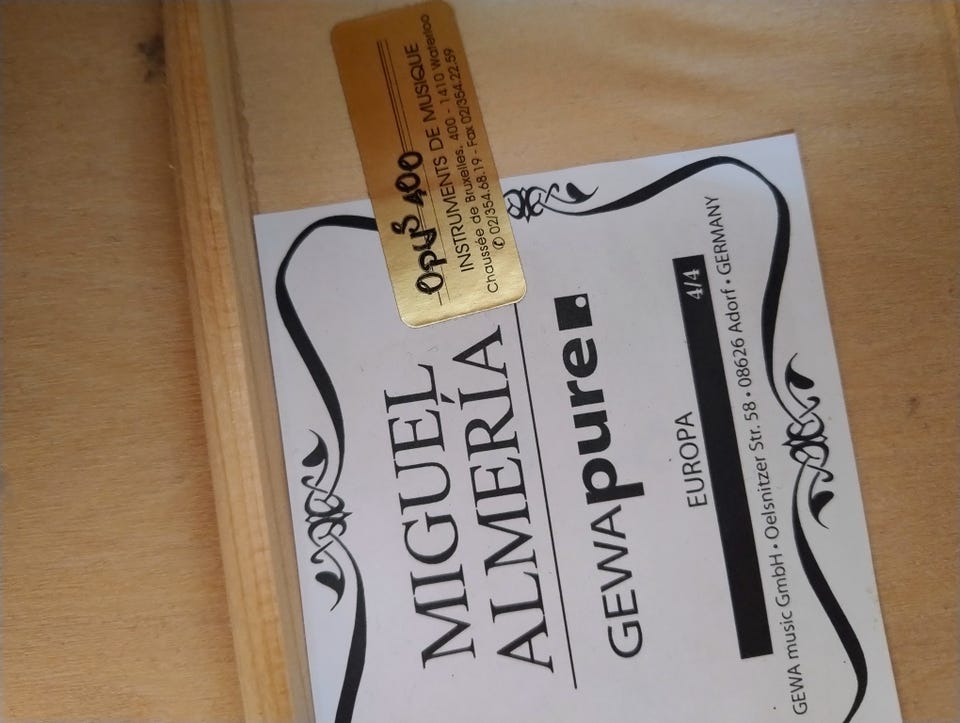 Opus 400
INSTRUMENTS DE MUSIQUE
Chaussée de Bruxelles, 400 - 1410 Waterloo
✆ 02/354.68.19 - Fax 02/354.22.59
MIGUEL
ALMERÍA
GEWApure
EUROPA
4/4
GEWA music GmbH • Oelsnitzer Str. 58 • 08626 Adorf • GERMANY